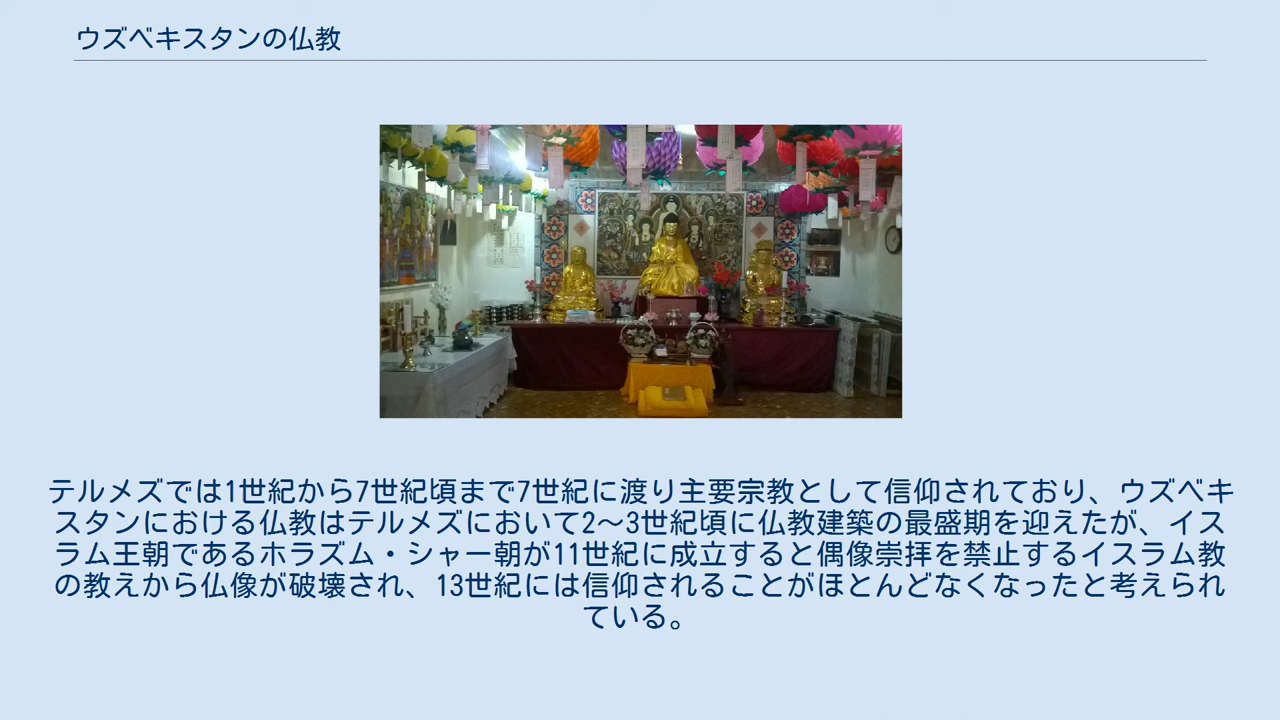 ウズベキスタンの仏教
テルメズでは1世紀から7世紀頃まで7世紀に渡り主要宗教として信仰されており、ウズベキ
スタンにおける仏教はテルメズにおいて2～3世紀頃に仏教建築の最盛期を迎えたが、イス
ラム王朝であるホラズム・シャー朝が11世紀に成立すると偶像崇拝を禁止するイスラム教
の教えから仏像が破壊され、13世紀には信仰されることがほとんどなくなったと考えられ
ている。